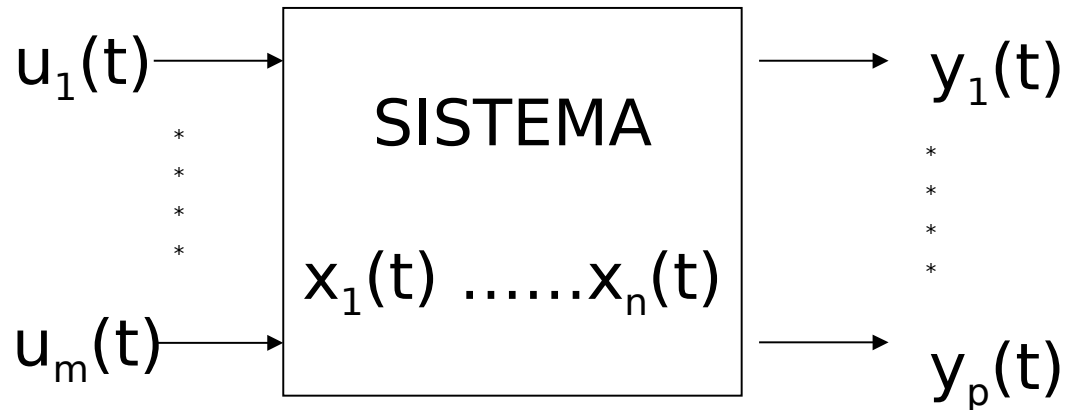 u₁(t)
y₁(t)
SISTEMA
*
*
*
*
*
*
*
*
x₁(t) ......xₙ(t)
uₘ(t)
yₚ(t)